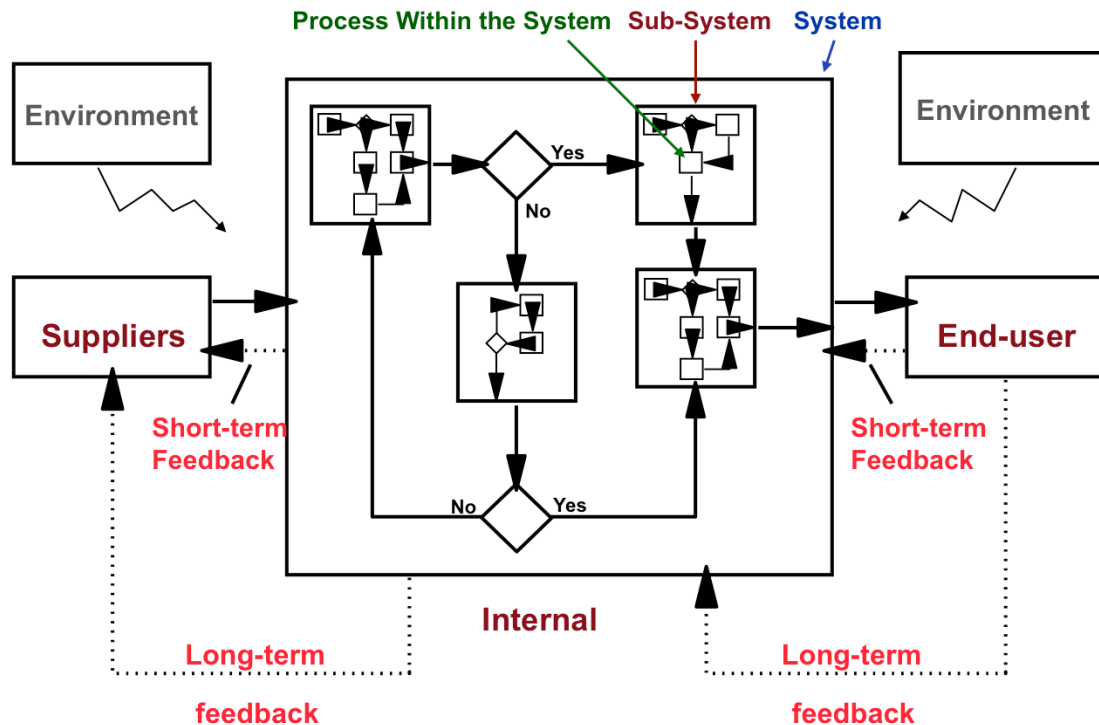 Process Within the System
Sub-System
System
Environment
Environment
Yes
No
Suppliers
End-user
Short-term
Feedback
Short-term
Feedback
No
Yes
Internal
Long-term
feedback
Long-term
feedback